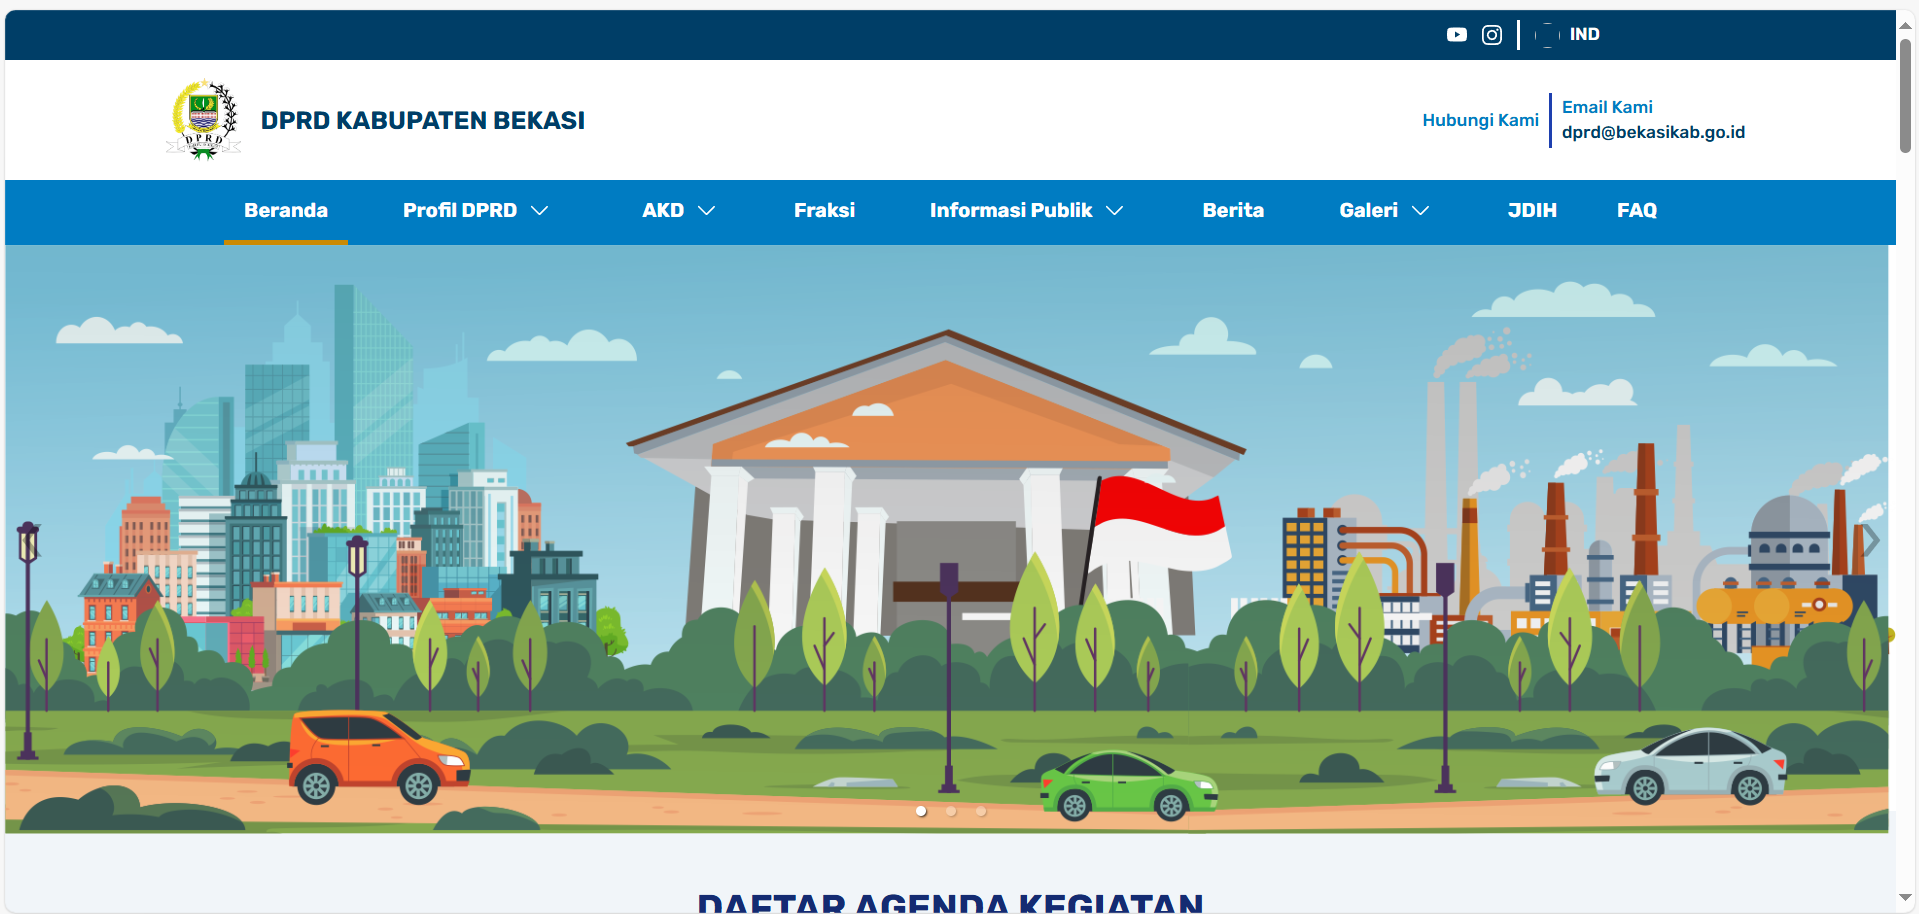 IND
DPRD
DPRD KABUPATEN BEKASI
Hubungi Kami
Email Kami
dprd@bekasikab.go.id
Beranda
Profil DPRD
AKD
Fraksi
Informasi Publik
Berita
Galeri
JDIH
FAQ
DAFTAR AGENDA KEGIATAN